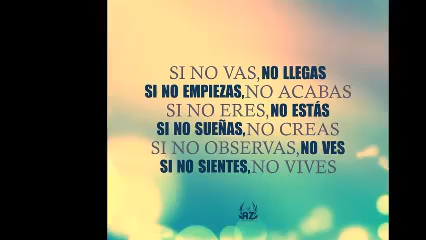 SI NO VAS, NO LLEGAS
SI NO EMPIEZAS, NO ACABAS
SI NO ERES, NO ESTÁS
SI NO SUEÑAS, NO CREAS
SI NO OBSERVAS, NO VES
SI NO SIENTES, NO VIVES
AZ